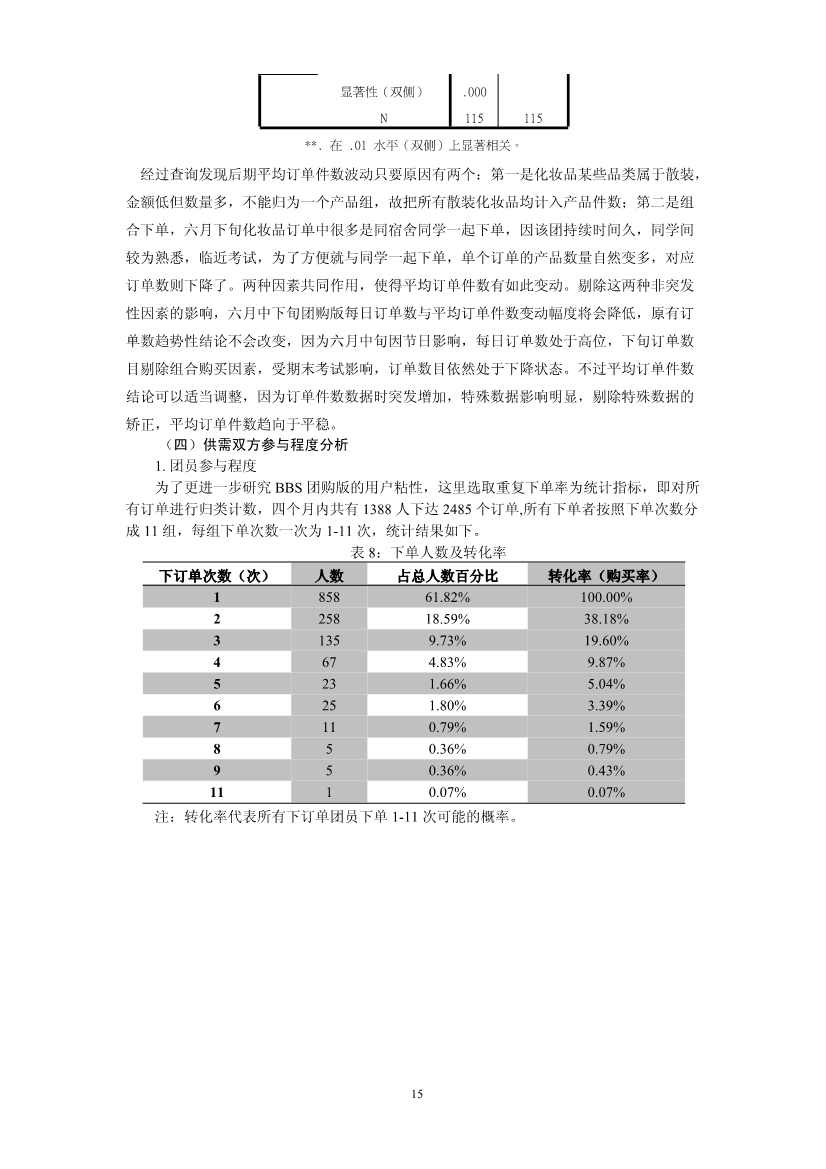 显著性（双侧） .000
N 115 115
**. 在 .01 水平（双侧）上显著相关。
经过查询发现后期平均订单件数波动只要原因有两个：第一是化妆品某些品类属于散装，
金额低但数量多，不能归为一个产品组，故把所有散装化妆品均计入产品件数；第二是组
合下单，六月下旬化妆品订单中很多是同宿舍同学一起下单，因该团持续时间久，同学间
较为熟悉，临近考试，为了方便就与同学一起下单，单个订单的产品数量自然变多，对应
订单数则下降了。两种因素共同作用，使得平均订单件数有如此变动。剔除这两种非突发
性因素的影响，六月中下旬团购版每日订单数与平均订单件数变动幅度将会降低，原有订
单数趋势性结论不会改变，因为六月中旬因节日影响，每日订单数处于高位，下旬订单数
目剔除组合购买因素，受期末考试影响，订单数目依然处于下降状态。不过平均订单件数
结论可以适当调整，因为订单件数数据时突发增加，特殊数据影响明显，剔除特殊数据的
矫正，平均订单件数趋向于平稳。
（四）供需双方参与程度分析
1. 团员参与程度
为了更进一步研究 BBS 团购版的用户粘性，这里选取重复下单率为统计指标，即对所
有订单进行归类计数，四个月内共有 1388 人下达 2485 个订单,所有下单者按照下单次数分
成 11 组，每组下单次数一次为 1-11 次，统计结果如下。
表 8：下单人数及转化率
下订单次数（次） 人数 占总人数百分比 转化率（购买率）
1 858 61.82% 100.00%
2 258 18.59% 38.18%
3 135 9.73% 19.60%
4 67 4.83% 9.87%
5 23 1.66% 5.04%
6 25 1.80% 3.39%
7 11 0.79% 1.59%
8 5 0.36% 0.79%
9 5 0.36% 0.43%
11 1 0.07% 0.07%
注：转化率代表所有下订单团员下单 1-11 次可能的概率。
15